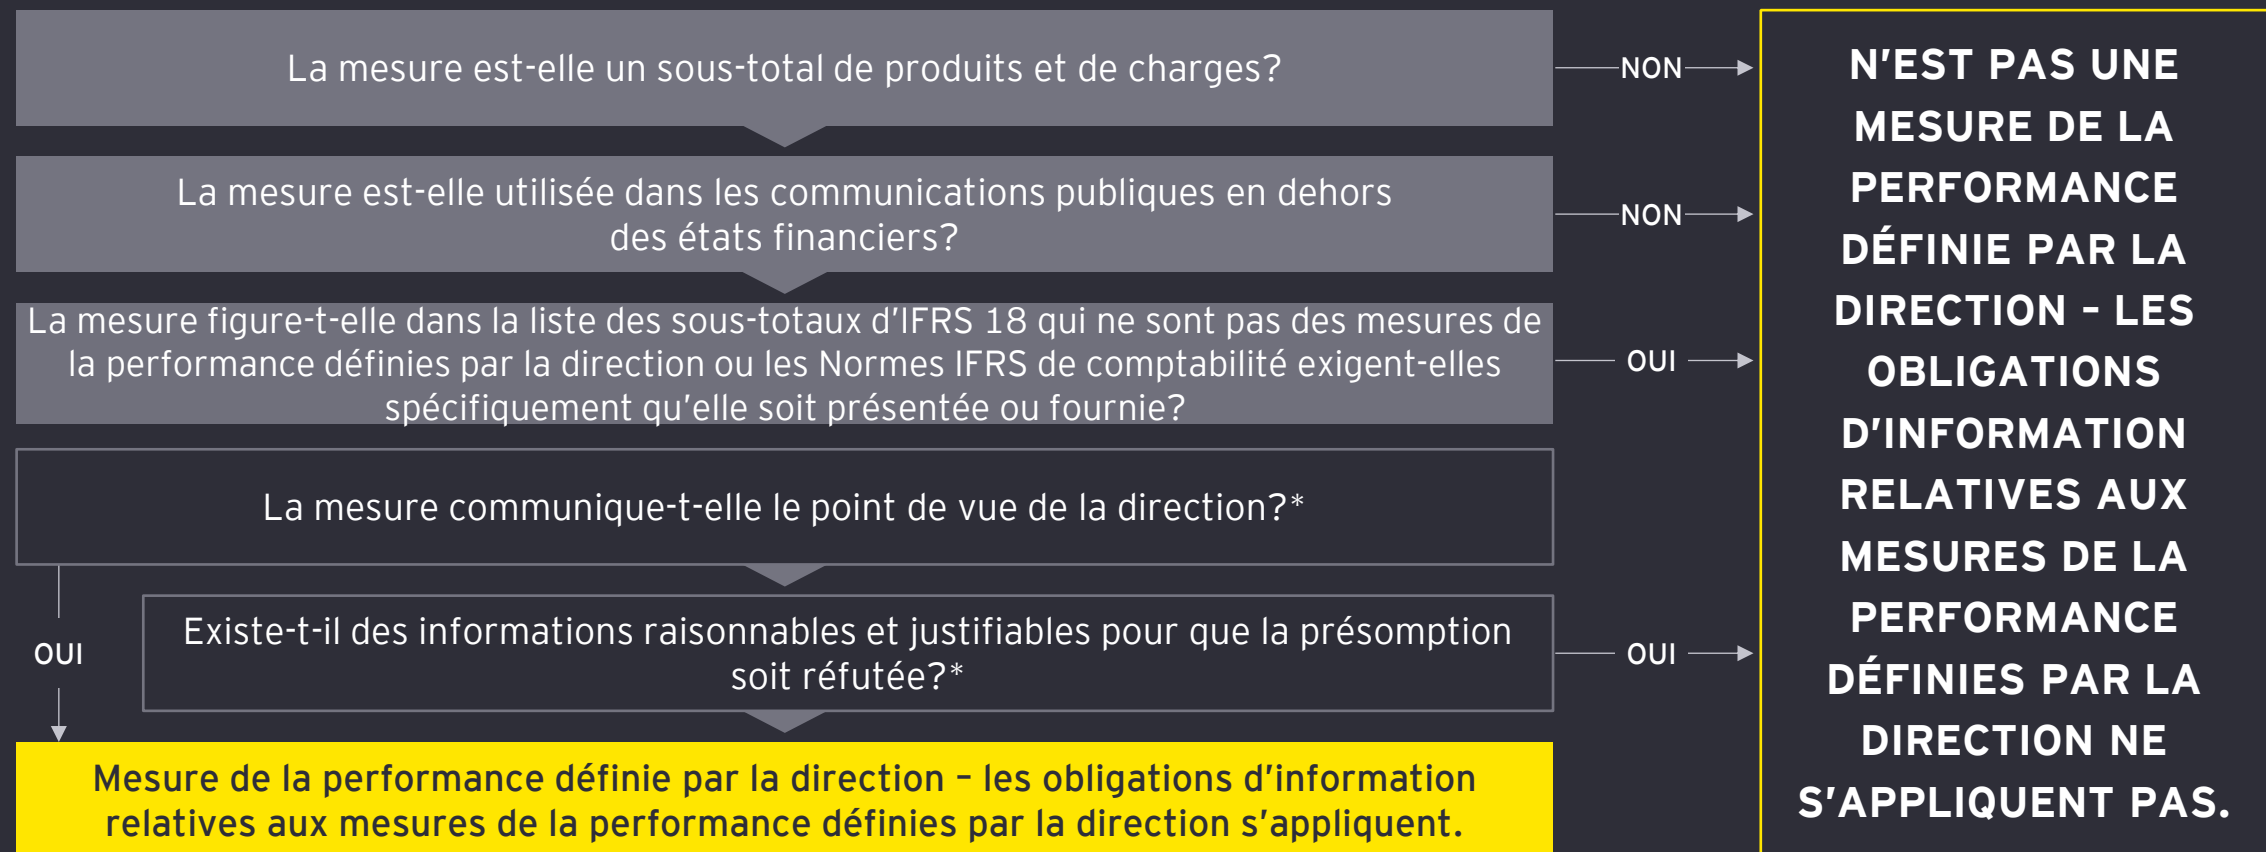 La mesure est-elle un sous-total de produits et de charges?
NON
La mesure est-elle utilisée dans les communications publiques en dehors
des états financiers?
NON
La mesure figure-t-elle dans la liste des sous-totaux d'IFRS 18 qui ne sont pas des mesures de
la performance définies par la direction ou les Normes IFRS de comptabilité exigent-elles
spécifiquement qu'elle soit présentée ou fournie?
OUI
La mesure communique-t-elle le point de vue de la direction?*
OUI
Existe-t-il des informations raisonnables et justifiables pour que la présomption
soit réfutée?*
OUI
Mesure de la performance définie par la direction – les obligations d'information
relatives aux mesures de la performance définies par la direction s'appliquent.
N'EST PAS UNE
MESURE DE LA
PERFORMANCE
DÉFINIE PAR LA
DIRECTION – LES
OBLIGATIONS
D'INFORMATION
RELATIVES AUX
MESURES DE LA
PERFORMANCE
DÉFINIES PAR LA
DIRECTION NE
S'APPLIQUENT PAS.